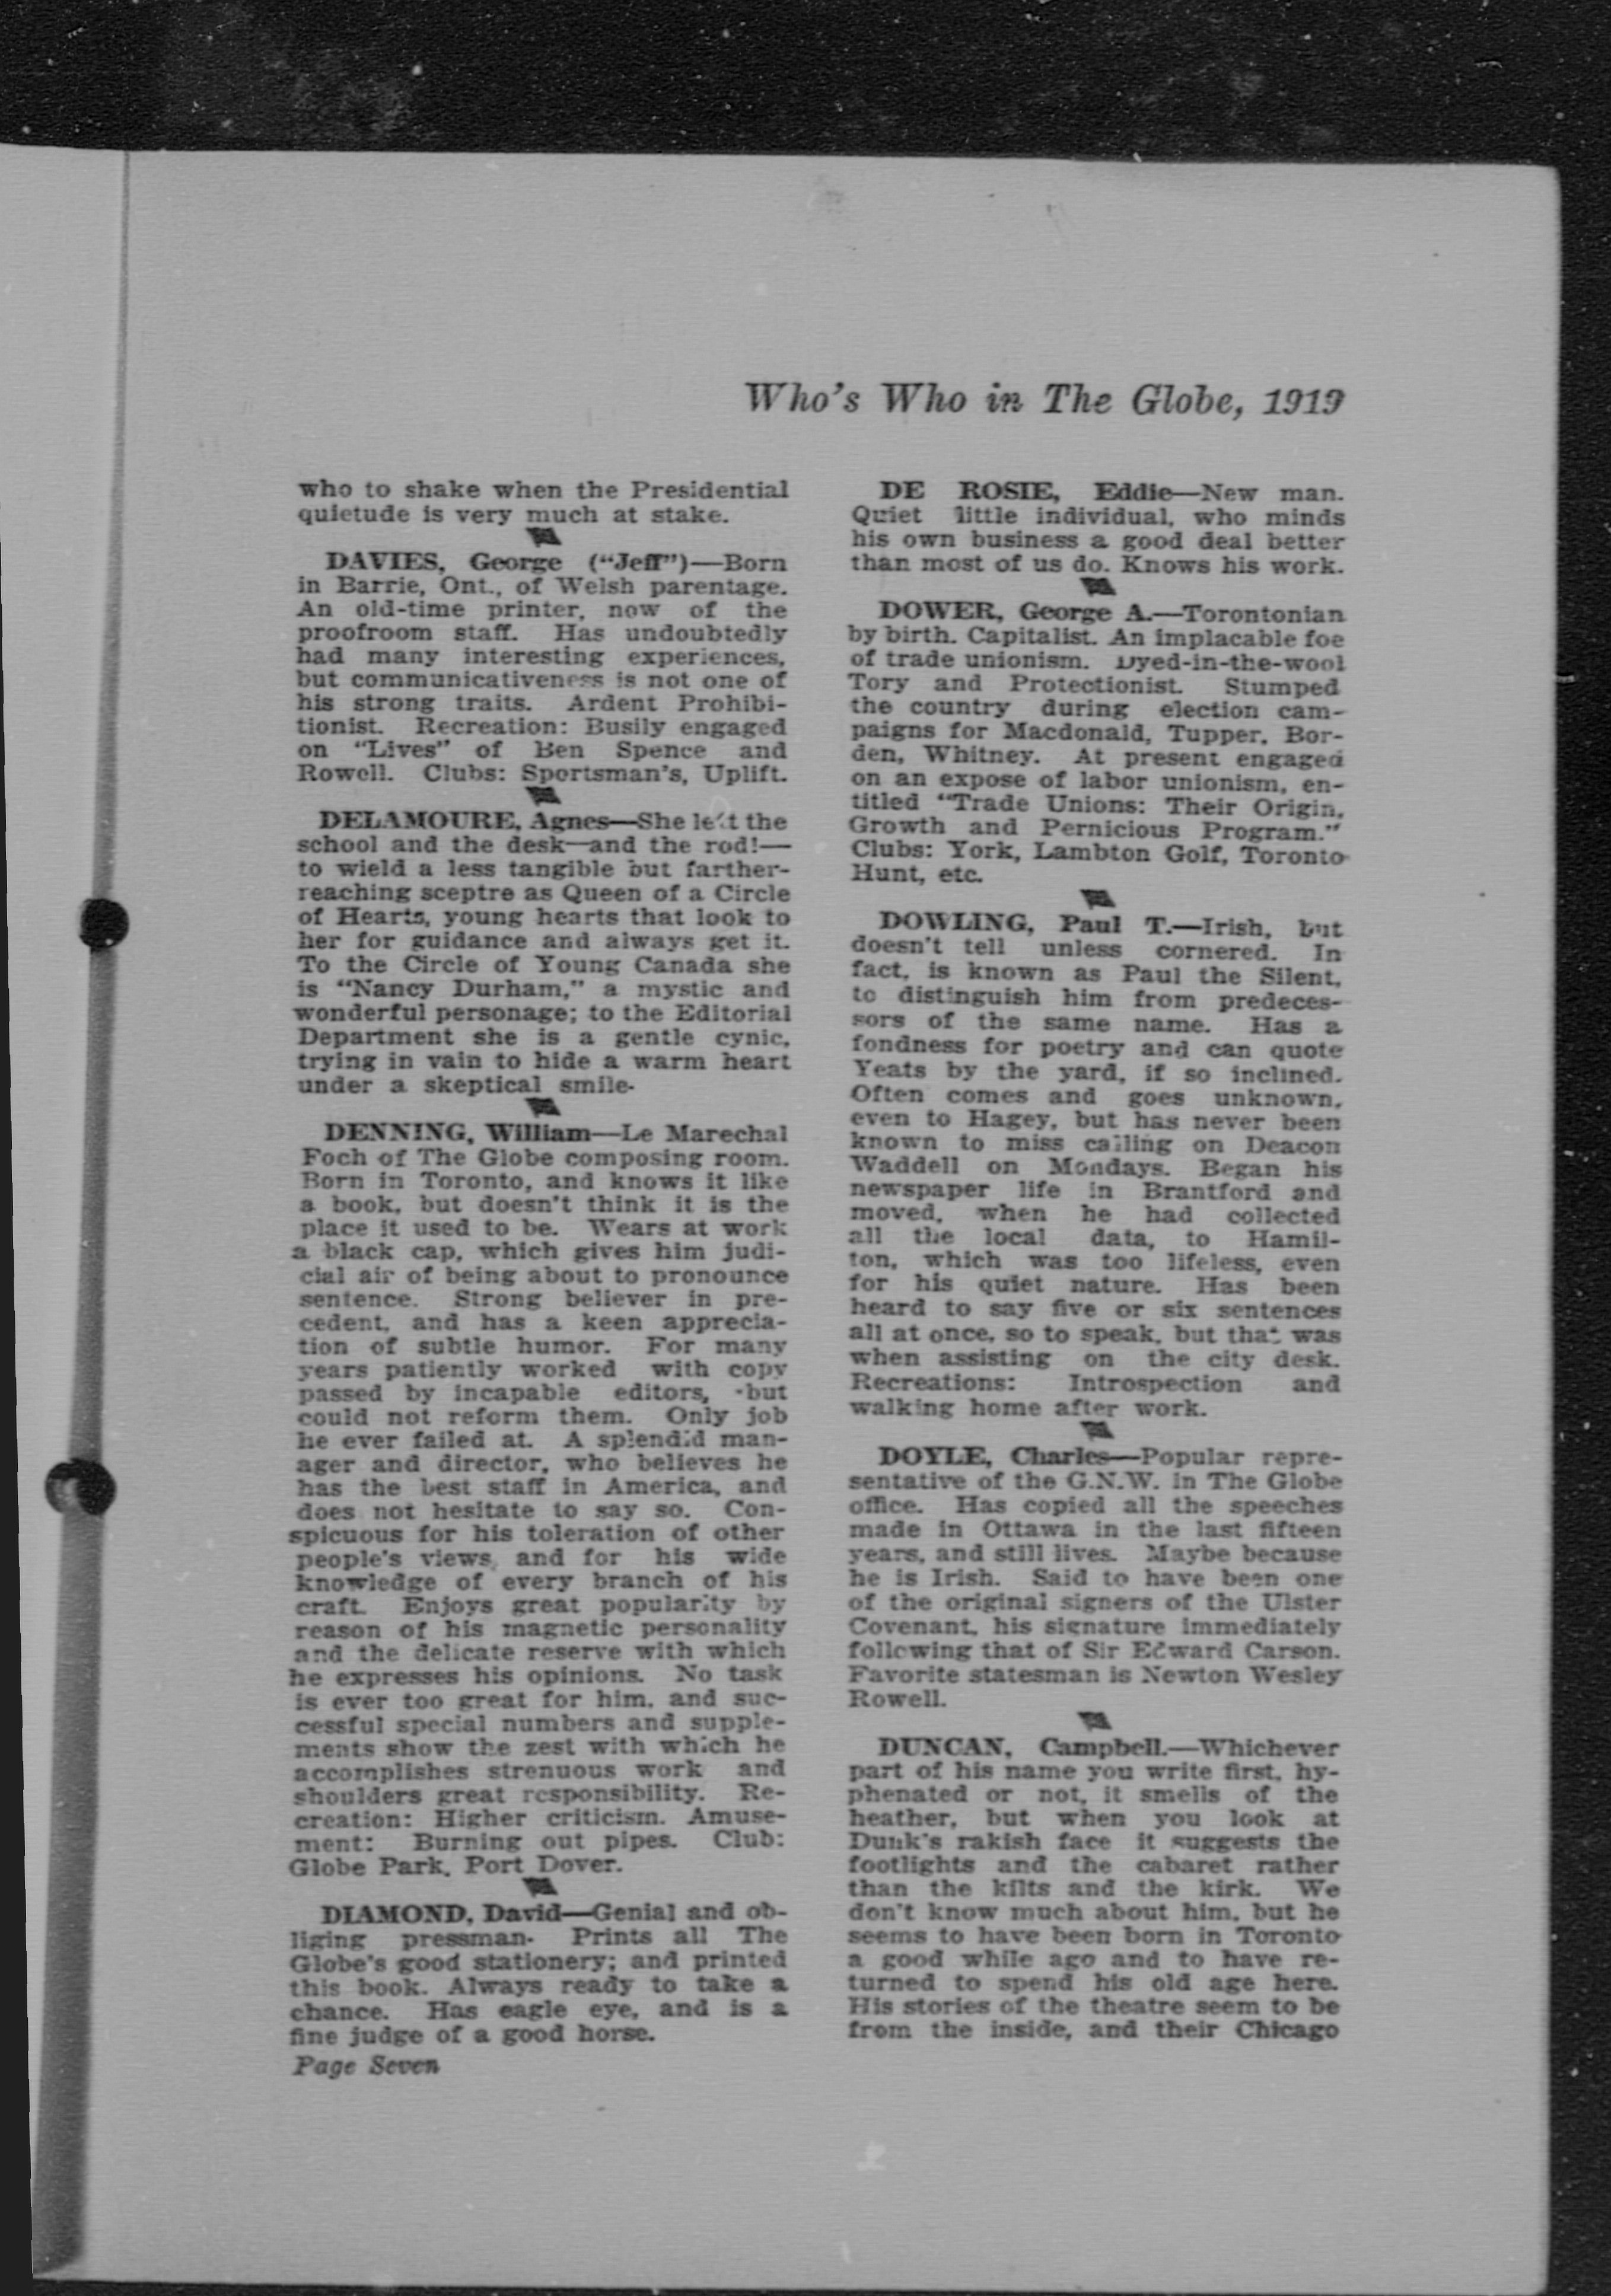 Who's Who in The Globe, 1919
who to shake when the Presidential
quietude is very much at stake.
DAVIES, George ("Jeff")—Born
in Barrie, Ont., of Welsh parentage.
An old-time printer, now of the
proofroom staff. Has undoubtedly
had many interesting experiences,
but communicativeness is not one of
his strong traits. Ardent Prohibi-
tionist. Recreation: Busily engaged
on "Lives" of Ben Spence and
Rowell. Clubs: Sportsman's, Uplift.
DELAMOURE, Agnes—She left the
school and the desk—and the rod!—
to wield a less tangible but farther-
reaching sceptre as Queen of a Circle
of Hearts, young hearts that look to
her for guidance and always get it.
To the Circle of Young Canada she
is "Nancy Durham," a mystic and
wonderful personage; to the Editorial
Department she is a gentle cynic,
trying in vain to hide a warm heart
under a skeptical smile.
DENNING, William—Le Marechal
Foch of The Globe composing room.
Born in Toronto, and knows it like
a book, but doesn't think it is the
place it used to be. Wears at work
a black cap, which gives him judi-
cial air of being about to pronounce
sentence. Strong believer in pre-
cedent, and has a keen apprecia-
tion of subtle humor. For many
years patiently worked with copy
passed by incapable editors, but
could not reform them. Only job
he ever failed at. A splendid man-
ager and director, who believes he
has the best staff in America, and
does not hesitate to say so. Con-
spicuous for his toleration of other
people's views, and for his wide
knowledge of every branch of his
craft. Enjoys great popularity by
reason of his magnetic personality
and the delicate reserve with which
he expresses his opinions. No task
is ever too great for him, and suc-
cessful special numbers and supple-
ments show the zest with which he
accomplishes strenuous work and
shoulders great responsibility. Re-
creation: Higher criticism. Amuse-
ment: Burning out pipes. Club:
Globe Park, Port Dover.
DIAMOND, David—Genial and ob-
liging pressman. Prints all The
Globe's good stationery; and printed
this book. Always ready to take a
chance. Has eagle eye, and is a
fine judge of a good horse.
Page Seven
DE ROSIE, Eddie—New man.
Quiet little individual, who minds
his own business a good deal better
than most of us do. Knows his work.
DOWER, George A.—Torontonian
by birth. Capitalist. An implacable foe
of trade unionism. Dyed-in-the-wool
Tory and Protectionist. Stumped
the country during election cam-
paigns for Macdonald, Tupper, Bor-
den, Whitney. At present engaged
on an expose of labor unionism, en-
titled "Trade Unions: Their Origin,
Growth and Pernicious Program."
Clubs: York, Lambton Golf, Toronto
Hunt, etc.
DOWLING, Paul T.—Irish, but
doesn't tell unless cornered. In
fact, is known as Paul the Silent,
to distinguish him from predeces-
sors of the same name. Has a
fondness for poetry and can quote
Yeats by the yard, if so inclined.
Often comes and goes unknown,
even to Hagey, but has never been
known to miss calling on Deacon
Waddell on Mondays. Began his
newspaper life in Brantford and
moved, when he had collected
all the local data, to Hamil-
ton, which was too lifeless, even
for his quiet nature. Has been
heard to say five or six sentences
all at once, so to speak, but that was
when assisting on the city desk.
Recreations: Introspection and
walking home after work.
DOYLE, Charles—Popular repre-
sentative of the G.N.W. in The Globe
office. Has copied all the speeches
made in Ottawa in the last fifteen
years, and still lives. Maybe because
he is Irish. Said to have been one
of the original signers of the Ulster
Covenant, his signature immediately
following that of Sir Edward Carson.
Favorite statesman is Newton Wesley
Rowell.
DUNCAN, Campbell.—Whichever
part of his name you write first, hy-
phenated or not, it smells of the
heather, but when you look at
Dunk's rakish face it suggests the
footlights and the cabaret rather
than the kilts and the kirk. We
don't know much about him, but he
seems to have been born in Toronto
a good while ago and to have re-
turned to spend his old age here.
His stories of the theatre seem to be
from the inside, and their Chicago